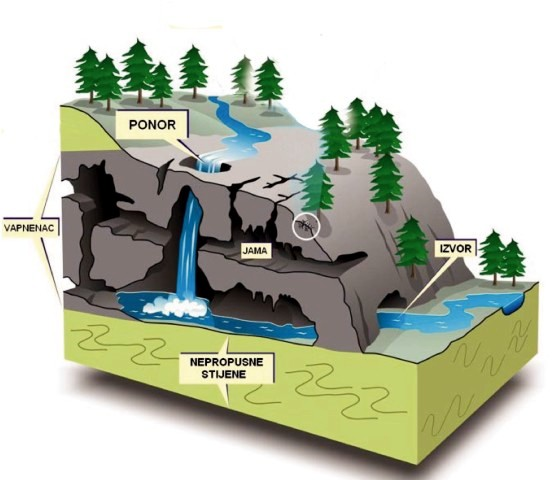 PONOR
VAPNENAC
JAMA
IZVOR
NEPROPUSNE
STIJENE